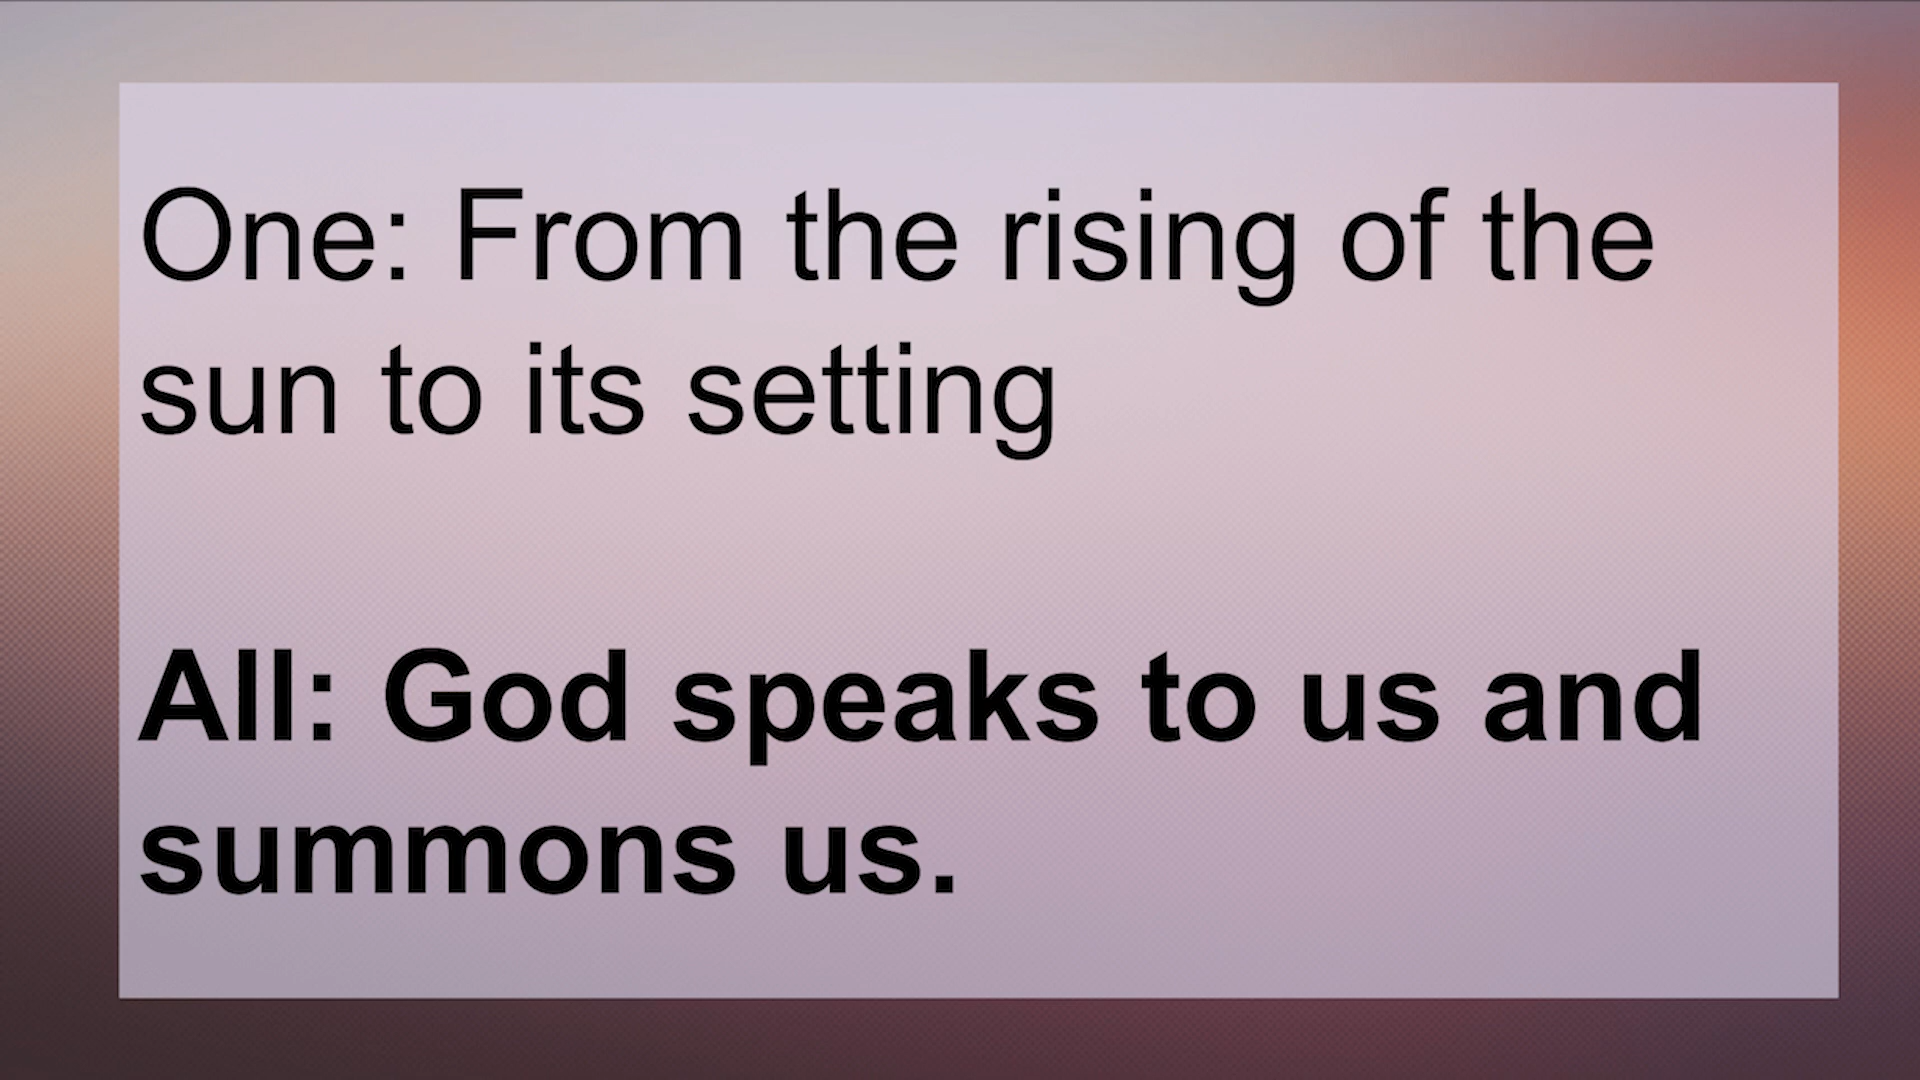 One: From the rising of the
sun to its setting
All: God speaks to us and
summons us.